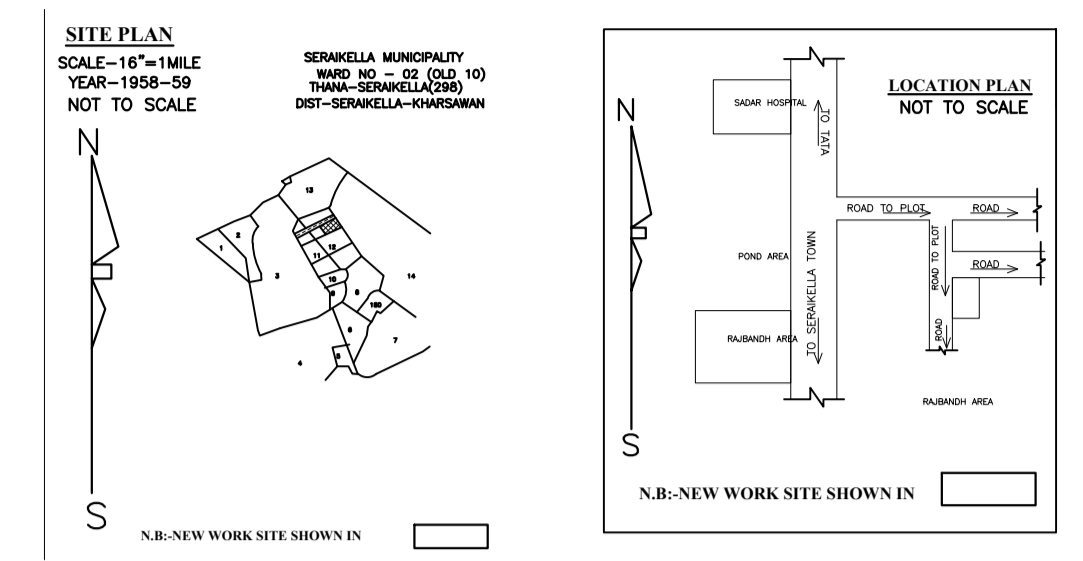 SITE PLAN
SCALE-16"=1MILE
YEAR-1958-59
NOT TO SCALE
SERAIKELLA MUNICIPALITY
WARD NO - 02 (OLD 10)
THANA-SERAIKELLA(298)
DIST-SERAIKELLA-KHARSAWAN
N
13
2
1
3
12
11
14
10
9
8
15D
6
7
5
4
S
N.B:-NEW WORK SITE SHOWN IN
LOCATION PLAN
NOT TO SCALE
N
SADAR HOSPITAL
TO TATA
ROAD TO PLOT
ROAD
ROAD TO PLOT
POND AREA
TO SERAIKELLA TOWN
ROAD
RAJBANDH AREA
ROAD
RAJBANDH AREA
S
N.B:-NEW WORK SITE SHOWN IN